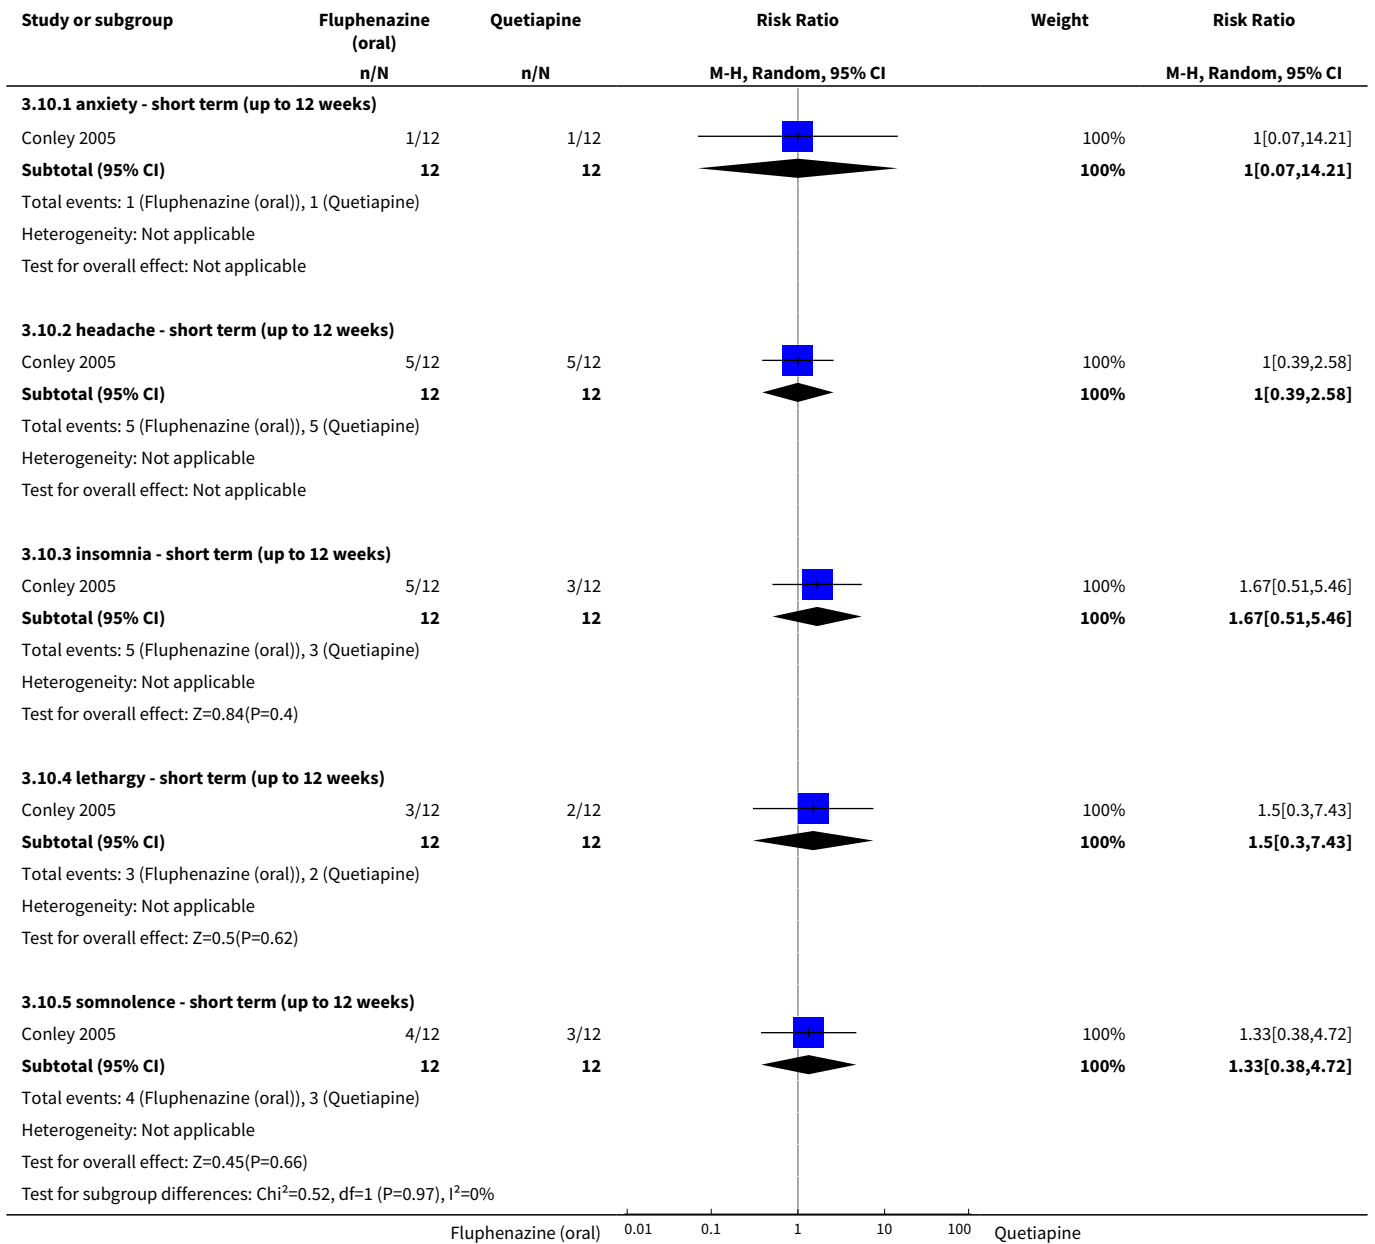 Study or subgroup Fluphenazine (oral) Quetiapine Risk Ratio Weight Risk Ratio
n/N n/N M-H, Random, 95% CI M-H, Random, 95% CI
3.10.1 anxiety - short term (up to 12 weeks)
Conley 2005 1/12 1/12 100% 1[0.07,14.21]
Subtotal (95% CI) 12 12 100% 1[0.07,14.21]
Total events: 1 (Fluphenazine (oral)), 1 (Quetiapine)
Heterogeneity: Not applicable
Test for overall effect: Not applicable
3.10.2 headache - short term (up to 12 weeks)
Conley 2005 5/12 5/12 100% 1[0.39,2.58]
Subtotal (95% CI) 12 12 100% 1[0.39,2.58]
Total events: 5 (Fluphenazine (oral)), 5 (Quetiapine)
Heterogeneity: Not applicable
Test for overall effect: Not applicable
3.10.3 insomnia - short term (up to 12 weeks)
Conley 2005 5/12 3/12 100% 1.67[0.51,5.46]
Subtotal (95% CI) 12 12 100% 1.67[0.51,5.46]
Total events: 5 (Fluphenazine (oral)), 3 (Quetiapine)
Heterogeneity: Not applicable
Test for overall effect: Z=0.84(P=0.4)
3.10.4 lethargy - short term (up to 12 weeks)
Conley 2005 3/12 2/12 100% 1.5[0.3,7.43]
Subtotal (95% CI) 12 12 100% 1.5[0.3,7.43]
Total events: 3 (Fluphenazine (oral)), 2 (Quetiapine)
Heterogeneity: Not applicable
Test for overall effect: Z=0.5(P=0.62)
3.10.5 somnolence - short term (up to 12 weeks)
Conley 2005 4/12 3/12 100% 1.33[0.38,4.72]
Subtotal (95% CI) 12 12 100% 1.33[0.38,4.72]
Total events: 4 (Fluphenazine (oral)), 3 (Quetiapine)
Heterogeneity: Not applicable
Test for overall effect: Z=0.45(P=0.66)
Test for subgroup differences: Chi²=0.52, df=1 (P=0.97), I²=0%
Fluphenazine (oral) 0.01 0.1 1 10 100 Quetiapine